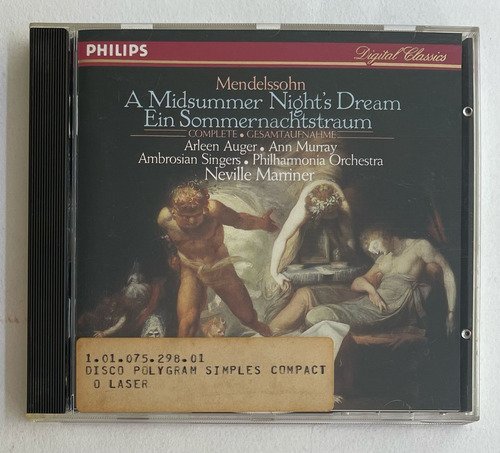 PHILIPS
Digital Classics
Mendelssohn
A Midsummer Night's Dream
Ein Sommernachtstraum
COMPLETE • GESAMTAUFNAHME
Arleen Auger • Ann Murray
Ambrosian Singers • Philharmonia Orchestra
Neville Marriner
1.01.075.298.01
DISCO POLYGRAM SIMPLES COMPACT
O LASER